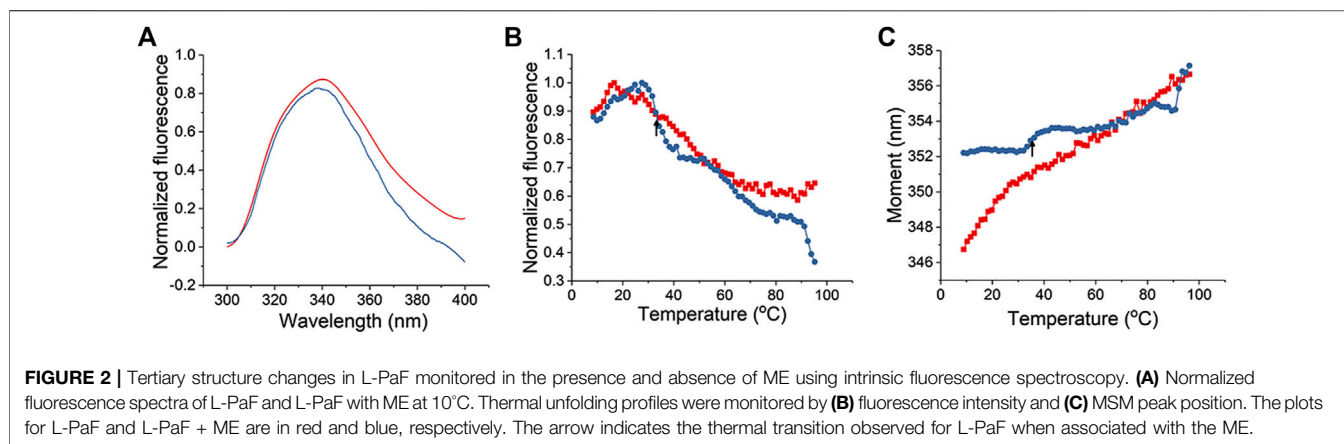 A
B
C
Normalized fluorescence
1.0
0.8
0.6
0.4
0.2
0.0
-0.2
300 320 340 360 380 400
Wavelength (nm)
Normalized fluorescence
1.1
1.0
0.9
0.8
0.7
0.6
0.5
0.4
0.3
0 20 40 60 80 100
Temperature (°C)
Moment (nm)
358
356
354
352
350
348
346
0 20 40 60 80 100
Temperature (°C)
FIGURE 2 | Tertiary structure changes in L-PaF monitored in the presence and absence of ME using intrinsic fluorescence spectroscopy. (A) Normalized
fluorescence spectra of L-PaF and L-PaF with ME at 10°C. Thermal unfolding profiles were monitored by (B) fluorescence intensity and (C) MSM peak position. The plots
for L-PaF and L-PaF + ME are in red and blue, respectively. The arrow indicates the thermal transition observed for L-PaF when associated with the ME.